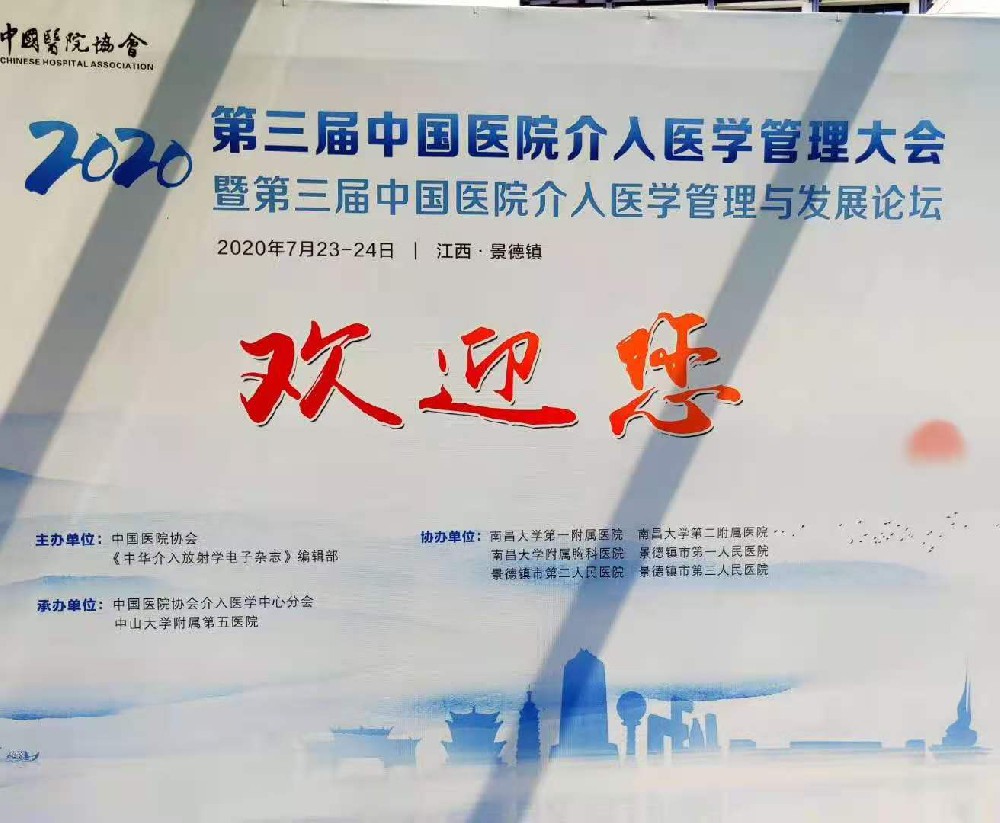 中國醫院協會
CHINESE HOSPITAL ASSOCIATION
2020
第三届中国医院介入医学管理大会
暨第三届中国医院介入医学管理与发展论坛
2020年7月23-24日 | 江西·景德镇
欢迎您
主办单位：中国医院协会
《中华介入放射学电子杂志》编辑部
承办单位：中国医院协会介入医学中心分会
中山大学附属第五医院
协办单位：南昌大学第一附属医院 南昌大学第二附属医院
南昌大学附属胸科医院 景德镇市第一人民医院
景德镇市第二人民医院 景德镇市第三人民医院